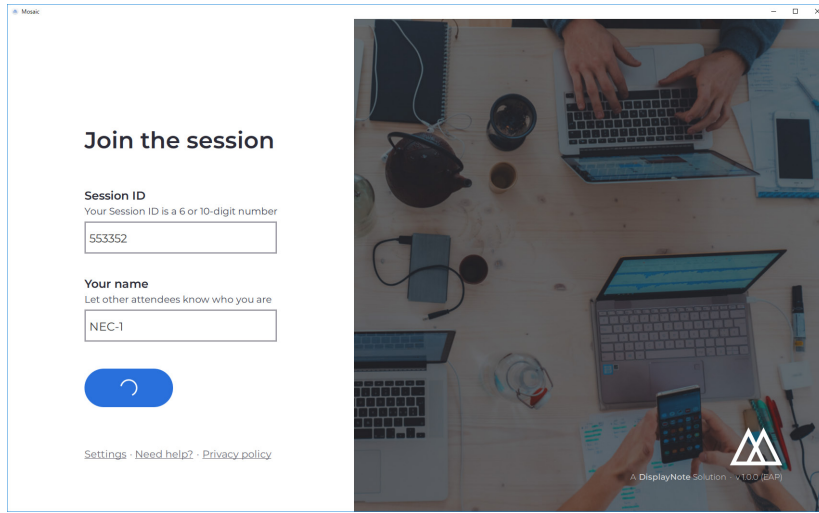 Mosaic
Join the session
Session ID
Your Session ID is a 6 or 10-digit number
553352
Your name
Let other attendees know who you are
NEC-1
Settings · Need help? · Privacy policy
A DisplayNote Solution - v1.0.0 (EAP)